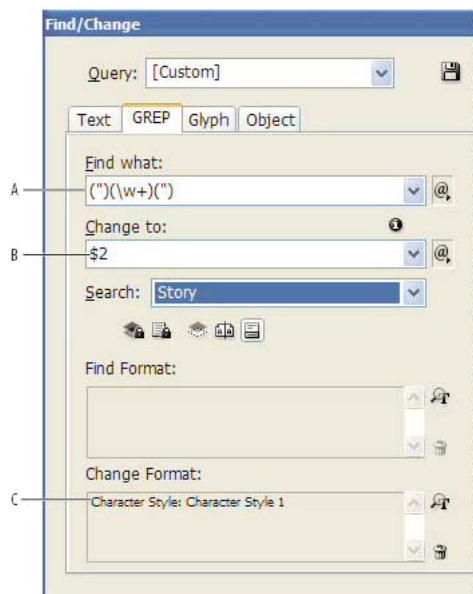 Find/Change
Query: [Custom]
Text GREP Glyph Object
Find what:
A (")(\w+)(")
Change to:
B $2
Search: Story
Find Format:
Change Format:
C Character Style: Character Style 1